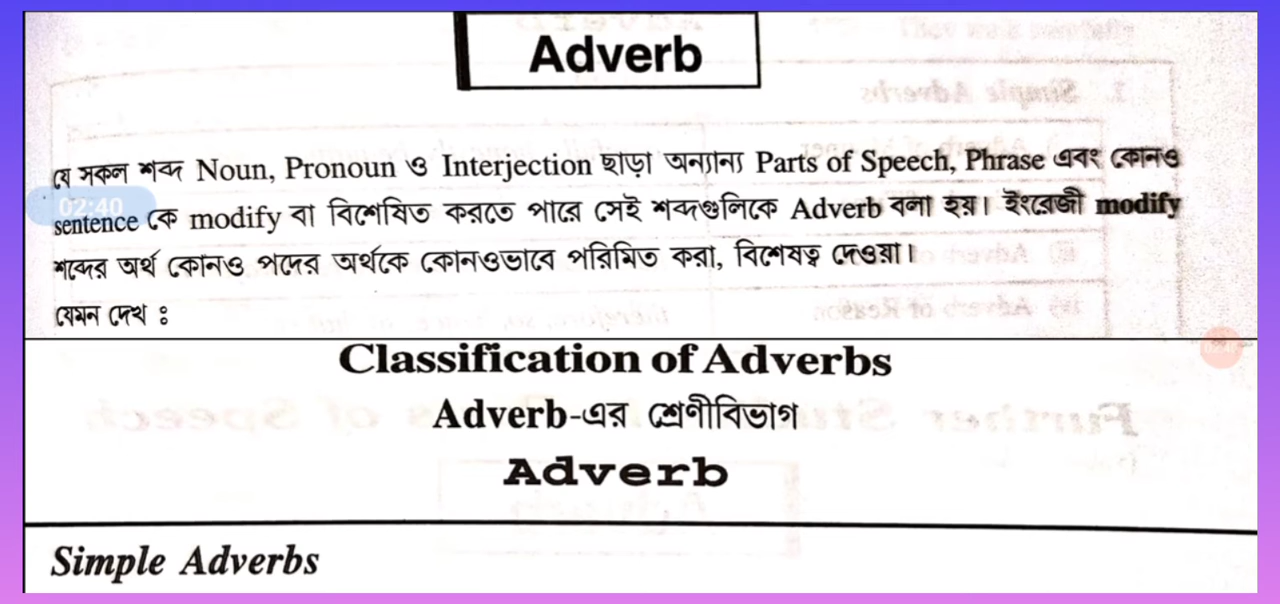 Adverb
যে সকল শব্দ Noun, Pronoun ও Interjection ছাড়া অন্যান্য Parts of Speech, Phrase এবং কোনও
02:40
sentence কে modify বা বিশেষিত করতে পারে সেই শব্দগুলিকে Adverb বলা হয়। ইংরেজী modify
শব্দের অর্থ কোনও পদের অর্থকে কোনওভাবে পরিমিত করা, বিশেষত্ব দেওয়া।
যেমন দেখ ঃ
Classification of Adverbs
Adverb-এর শ্রেণীবিভাগ
Adverb
Simple Adverbs